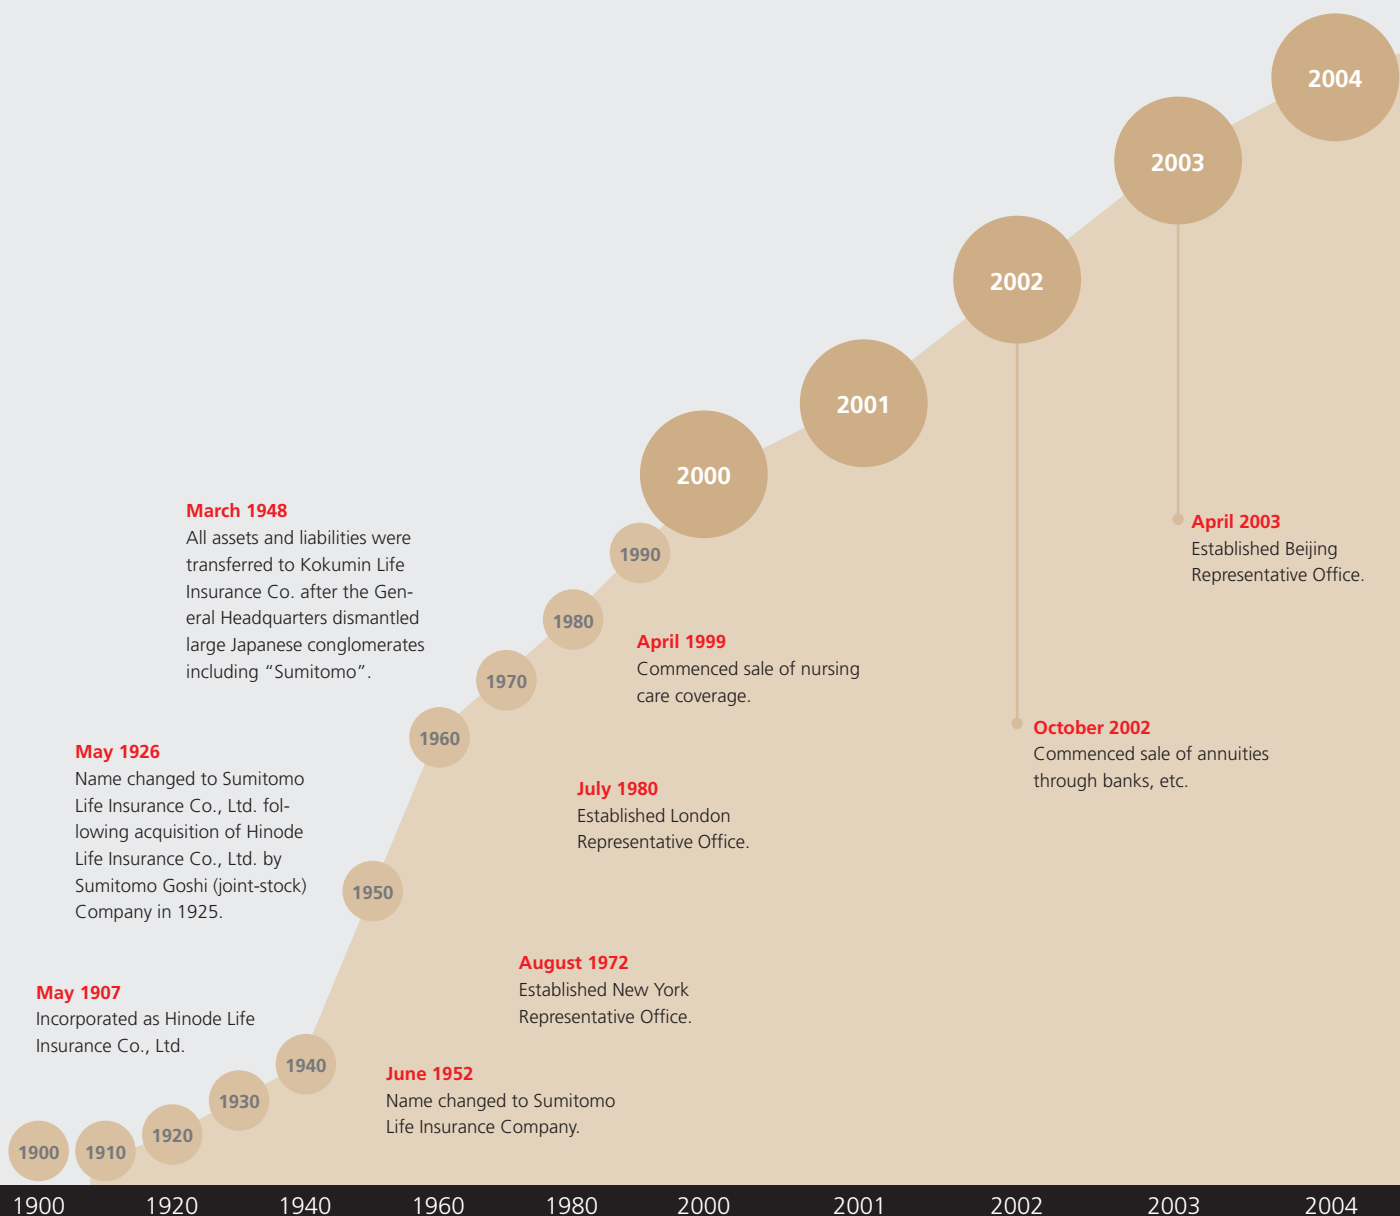 2004
2003
2002
2001
2000
March 1948
All assets and liabilities were
transferred to Kokumin Life
Insurance Co. after the Gen-
eral Headquarters dismantled
large Japanese conglomerates
including “Sumitomo”.
April 2003
Established Beijing
Representative Office.
1990
1980
April 1999
Commenced sale of nursing
care coverage.
1970
1960
October 2002
Commenced sale of annuities
through banks, etc.
May 1926
Name changed to Sumitomo
Life Insurance Co., Ltd. fol-
lowing acquisition of Hinode
Life Insurance Co., Ltd. by
Sumitomo Goshi (joint-stock)
Company in 1925.
July 1980
Established London
Representative Office.
1950
August 1972
Established New York
Representative Office.
May 1907
Incorporated as Hinode Life
Insurance Co., Ltd.
1940
June 1952
Name changed to Sumitomo
Life Insurance Company.
1930
1920
1900
1910
1900 1920 1940 1960 1980 2000 2001 2002 2003 2004